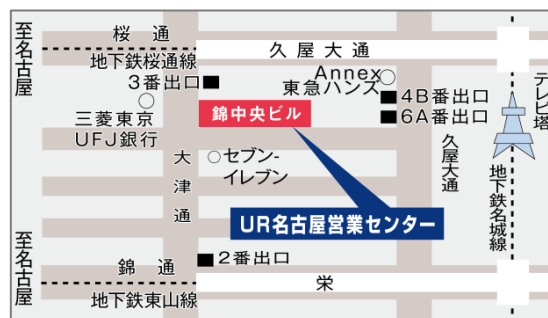 至名古屋
桜通
久屋大通
地下鉄桜通線
3番出口
Annex
東急ハンズ
4B番出口
6A番出口
テレビ塔
三菱東京
UFJ銀行
錦中央ビル
大津通
セブン-
イレブン
久屋大通
地下鉄名城線
UR名古屋営業センター
至名古屋
2番出口
錦通
栄
地下鉄東山線